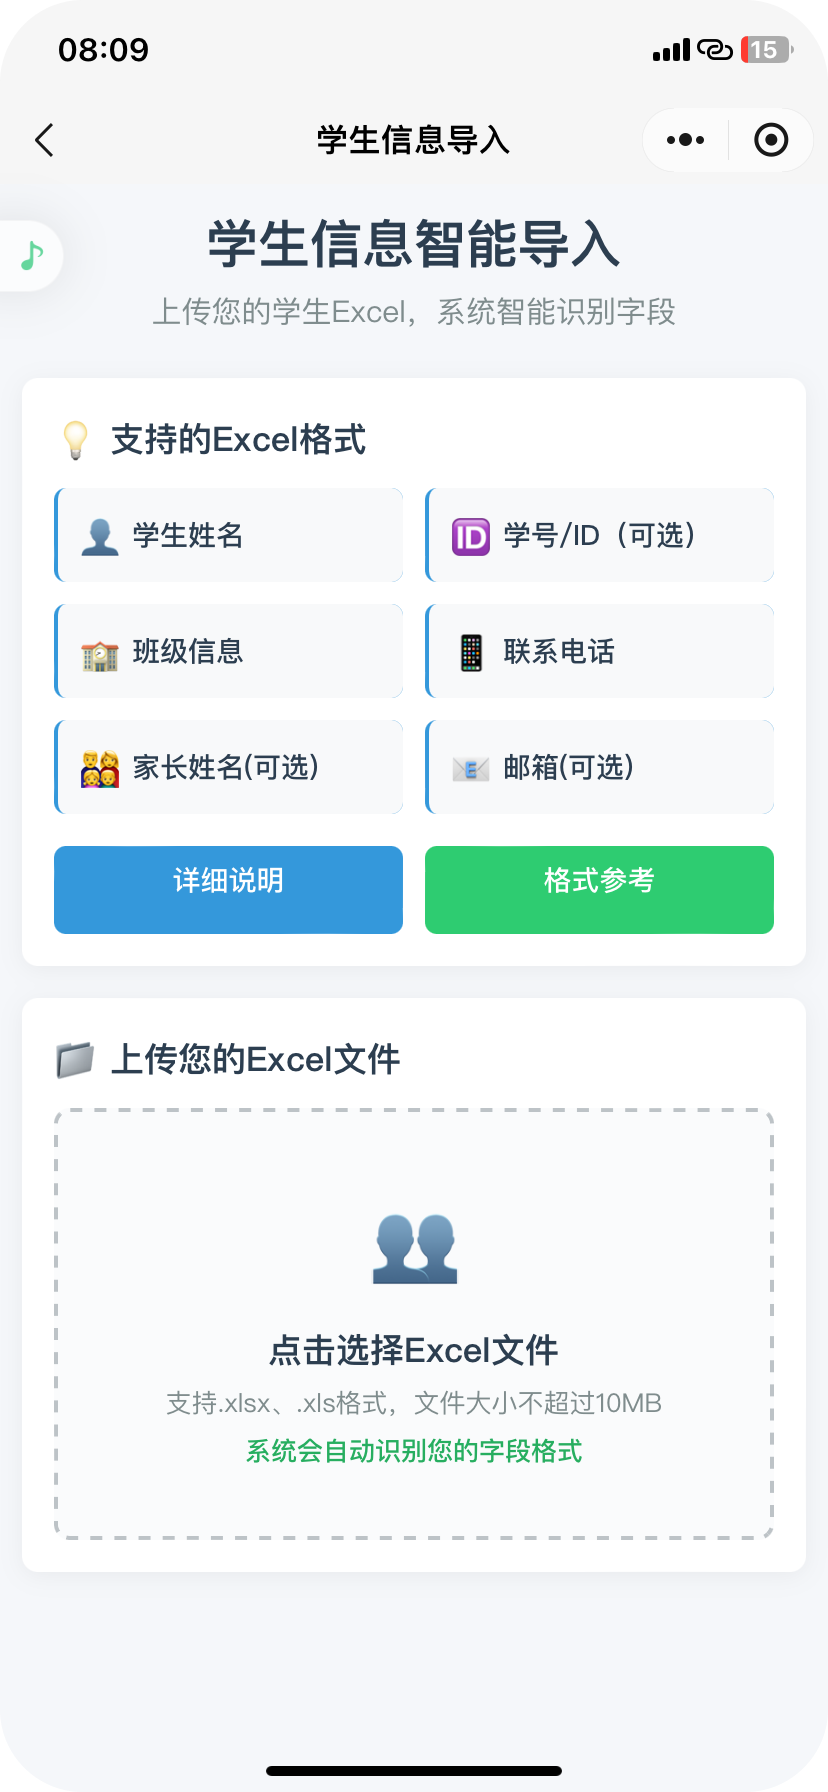 08:09
15
学生信息导入
学生信息智能导入
上传您的学生Excel，系统智能识别字段
支持的Excel格式
学生姓名
ID 学号/ID（可选）
班级信息
联系电话
家长姓名(可选)
E 邮箱(可选)
详细说明
格式参考
上传您的Excel文件
点击选择Excel文件
支持.xlsx、.xls格式，文件大小不超过10MB
系统会自动识别您的字段格式